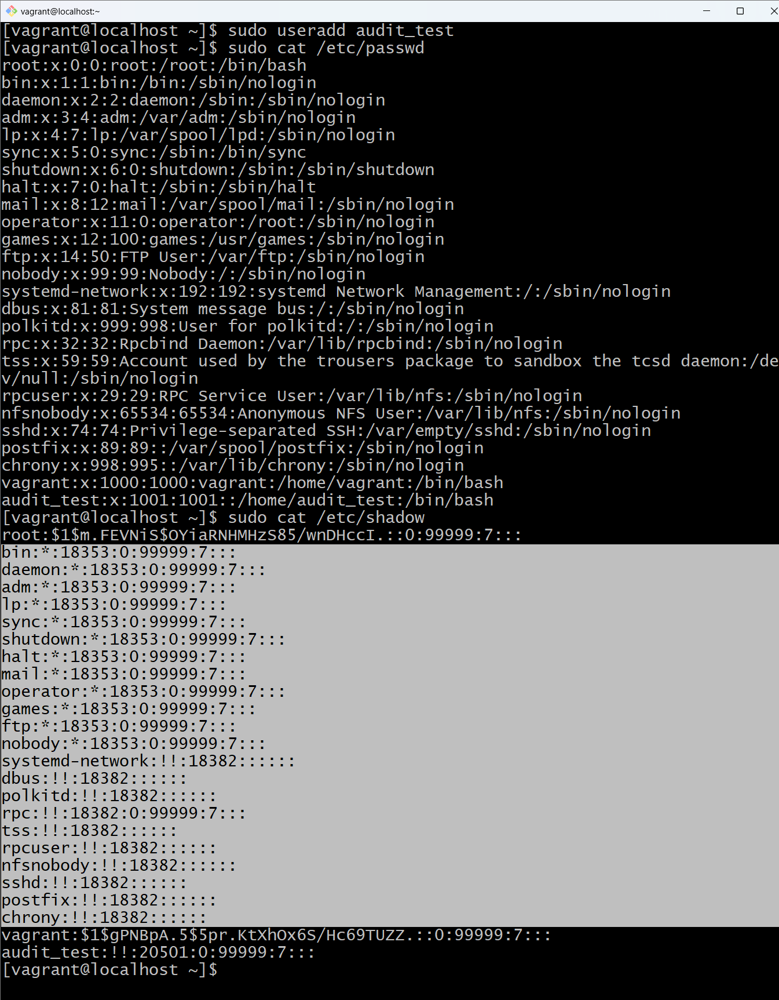 vagrant@localhost:~
[vagrant@localhost ~]$ sudo useradd audit_test
[vagrant@localhost ~]$ sudo cat /etc/passwd
root:x:0:0:root:/root:/bin/bash
bin:x:1:1:bin:/bin:/sbin/nologin
daemon:x:2:2:daemon:/sbin:/sbin/nologin
adm:x:3:4:adm:/var/adm:/sbin/nologin
lp:x:4:7:lp:/var/spool/lpd:/sbin/nologin
sync:x:5:0:sync:/sbin:/bin/sync
shutdown:x:6:0:shutdown:/sbin:/sbin/shutdown
halt:x:7:0:halt:/sbin:/sbin/halt
mail:x:8:12:mail:/var/spool/mail:/sbin/nologin
operator:x:11:0:operator:/root:/sbin/nologin
games:x:12:100:games:/usr/games:/sbin/nologin
ftp:x:14:50:FTP User:/var/ftp:/sbin/nologin
nobody:x:99:99:Nobody:/:/sbin/nologin
systemd-network:x:192:192:systemd Network Management:/:/sbin/nologin
dbus:x:81:81:System message bus:/:/sbin/nologin
polkitd:x:999:998:User for polkitd:/:/sbin/nologin
rpc:x:32:32:Rpcbind Daemon:/var/lib/rpcbind:/sbin/nologin
tss:x:59:59:Account used by the trousers package to sandbox the tcsd daemon:/de
v/null:/sbin/nologin
rpcuser:x:29:29:RPC Service User:/var/lib/nfs:/sbin/nologin
nfsnobody:x:65534:65534:Anonymous NFS User:/var/lib/nfs:/sbin/nologin
sshd:x:74:74:Privilege-separated SSH:/var/empty/sshd:/sbin/nologin
postfix:x:89:89::/var/spool/postfix:/sbin/nologin
chrony:x:998:995::/var/lib/chrony:/sbin/nologin
vagrant:x:1000:1000:vagrant:/home/vagrant:/bin/bash
audit_test:x:1001:1001::/home/audit_test:/bin/bash
[vagrant@localhost ~]$ sudo cat /etc/shadow
root:$1$m.FEVNiS$OYiaRNHMHzS85/wnDHccI.::0:99999:7:::
bin:*:18353:0:99999:7:::
daemon:*:18353:0:99999:7:::
adm:*:18353:0:99999:7:::
lp:*:18353:0:99999:7:::
sync:*:18353:0:99999:7:::
shutdown:*:18353:0:99999:7:::
halt:*:18353:0:99999:7:::
mail:*:18353:0:99999:7:::
operator:*:18353:0:99999:7:::
games:*:18353:0:99999:7:::
ftp:*:18353:0:99999:7:::
nobody:*:18353:0:99999:7:::
systemd-network:!!:18382::::::
dbus:!!:18382::::::
polkitd:!!:18382::::::
rpc:!!:18382:0:99999:7:::
tss:!!:18382::::::
rpcuser:!!:18382::::::
nfsnobody:!!:18382::::::
sshd:!!:18382::::::
postfix:!!:18382::::::
chrony:!!:18382::::::
vagrant:$1$gPNBpA.5$5pr.KtXhOx6S/Hc69TUZZ.::0:99999:7:::
audit_test:!!:20501:0:99999:7:::
[vagrant@localhost ~]$